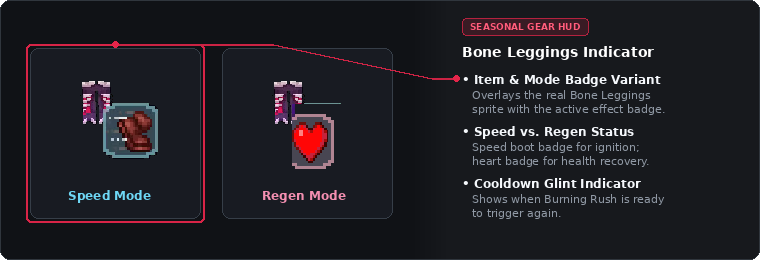 SEASONAL GEAR HUD
Bone Leggings Indicator
• Item & Mode Badge Variant
Overlays the real Bone Leggings
sprite with the active effect badge.
• Speed vs. Regen Status
Speed boot badge for ignition;
heart badge for health recovery.
• Cooldown Glint Indicator
Shows when Burning Rush is ready
to trigger again.
Speed Mode
Regen Mode